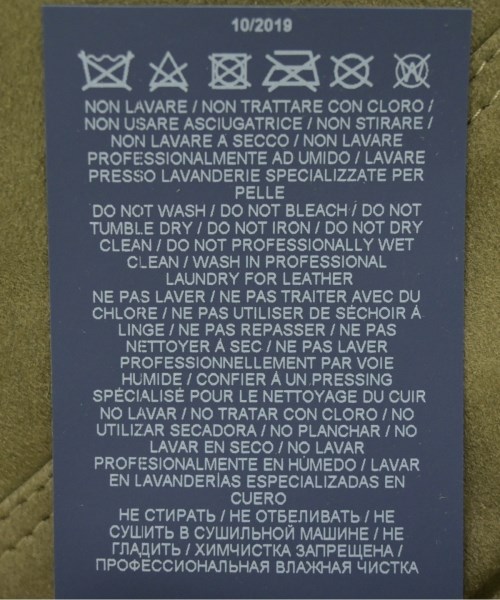 10/2019
NON LAVARE / NON TRATTARE CON CLORO /
NON USARE ASCIUGATRICE / NON STIRARE /
NON LAVARE A SECCO / NON LAVARE
PROFESSIONALMENTE AD UMIDO / LAVARE
PRESSO LAVANDERIE SPECIALIZZATE PER
PELLE
DO NOT WASH / DO NOT BLEACH / DO NOT
TUMBLE DRY / DO NOT IRON / DO NOT DRY
CLEAN / DO NOT PROFESSIONALLY WET
CLEAN / WASH IN PROFESSIONAL
LAUNDRY FOR LEATHER
NE PAS LAVER / NE PAS TRAITER AVEC DU
CHLORE / NE PAS UTILISER DE SÉCHOIR Á
LINGE / NE PAS REPASSER / NE PAS
NETTOYER Á SEC / NE PAS LAVER
PROFESSIONNELLEMENT PAR VOIE
HUMIDE / CONFIER Á UN PRESSING
SPÉCIALISÉ POUR LE NETTOYAGE DU CUIR
NO LAVAR / NO TRATAR CON CLORO / NO
UTILIZAR SECADORA / NO PLANCHAR / NO
LAVAR EN SECO / NO LAVAR
PROFESIONALMENTE EN HÚMEDO / LAVAR
EN LAVANDERÍAS ESPECIALIZADAS EN
CUERO
НЕ СТИРАТЬ / НЕ ОТБЕЛИВАТЬ / НЕ
СУШИТЬ В СУШИЛЬНОЙ МАШИНЕ / НЕ
ГЛАДИТЬ / ХИМЧИСТКА ЗАПРЕЩЕНА /
ПРОФЕССИОНАЛЬНАЯ ВЛАЖНАЯ ЧИСТКА